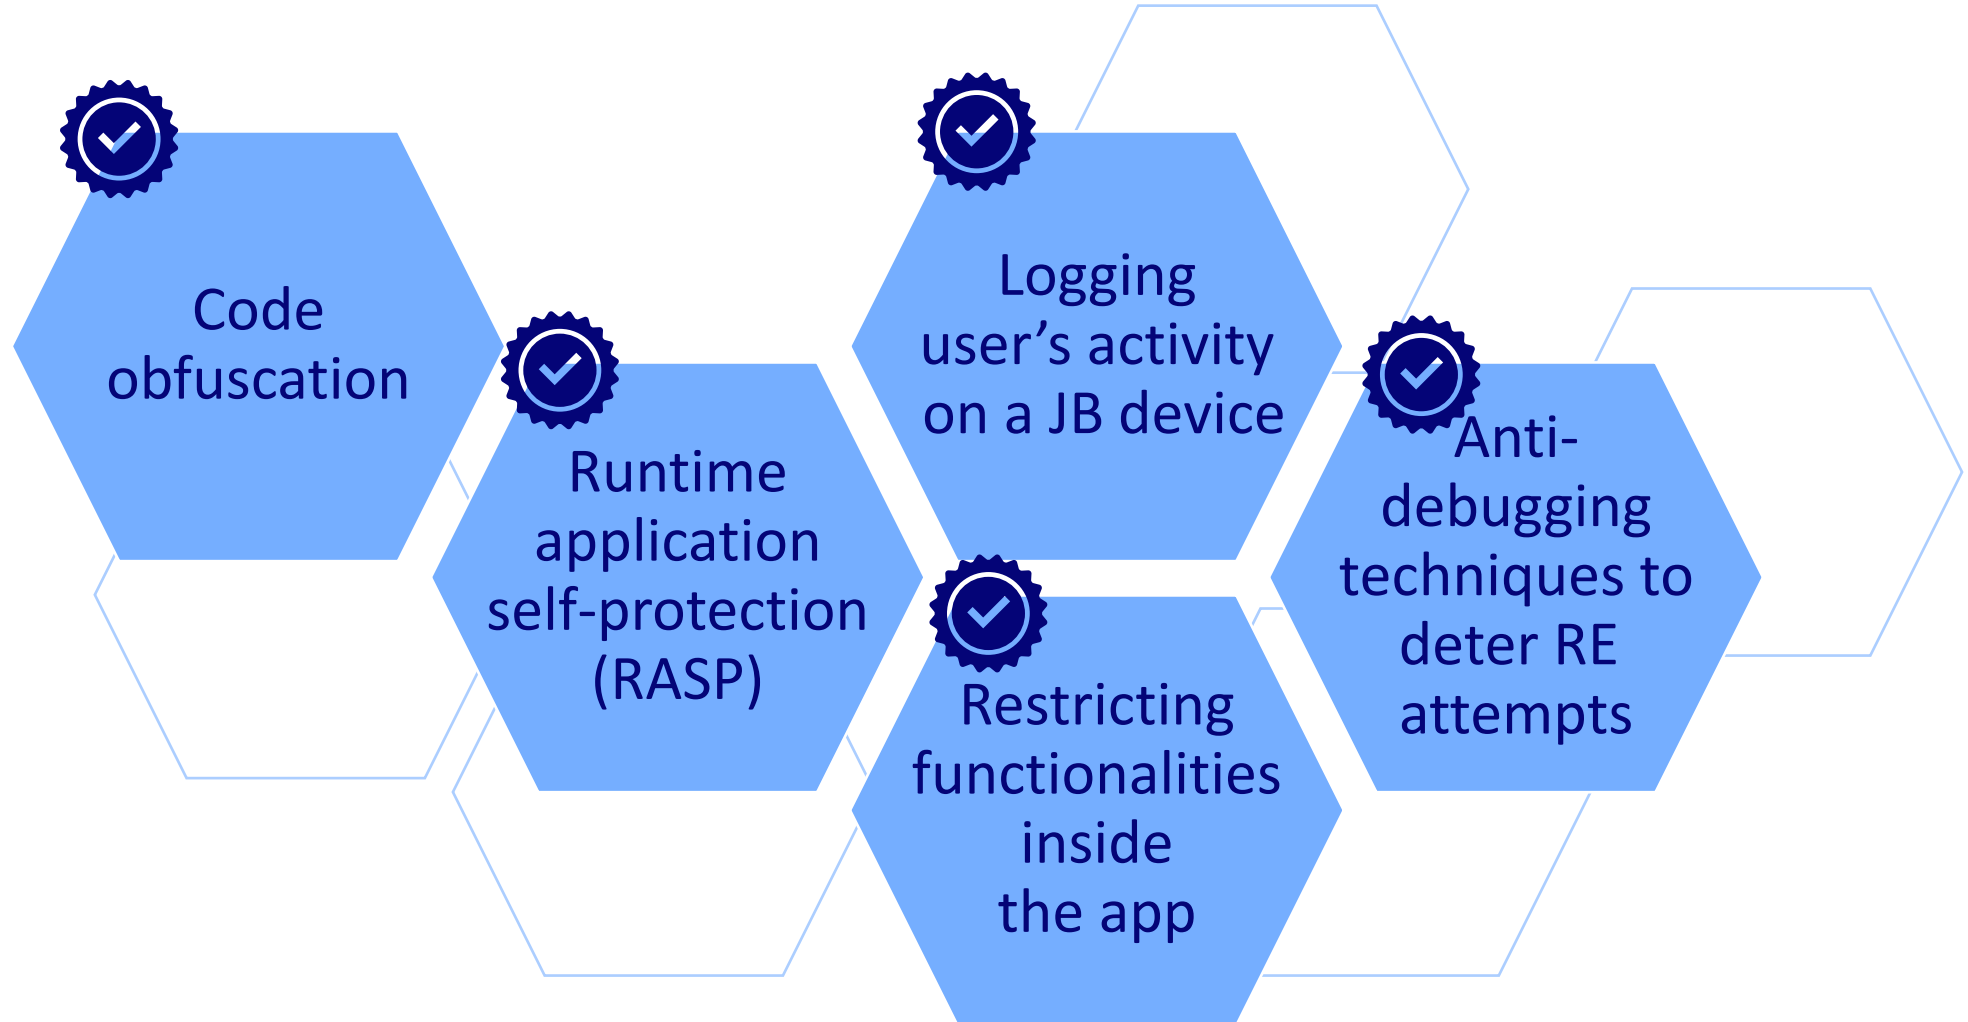 Code
obfuscation
Runtime
application
self-protection
(RASP)
Logging
user’s activity
on a JB device
Restricting
functionalities
inside
the app
Anti-
debugging
techniques to
deter RE
attempts